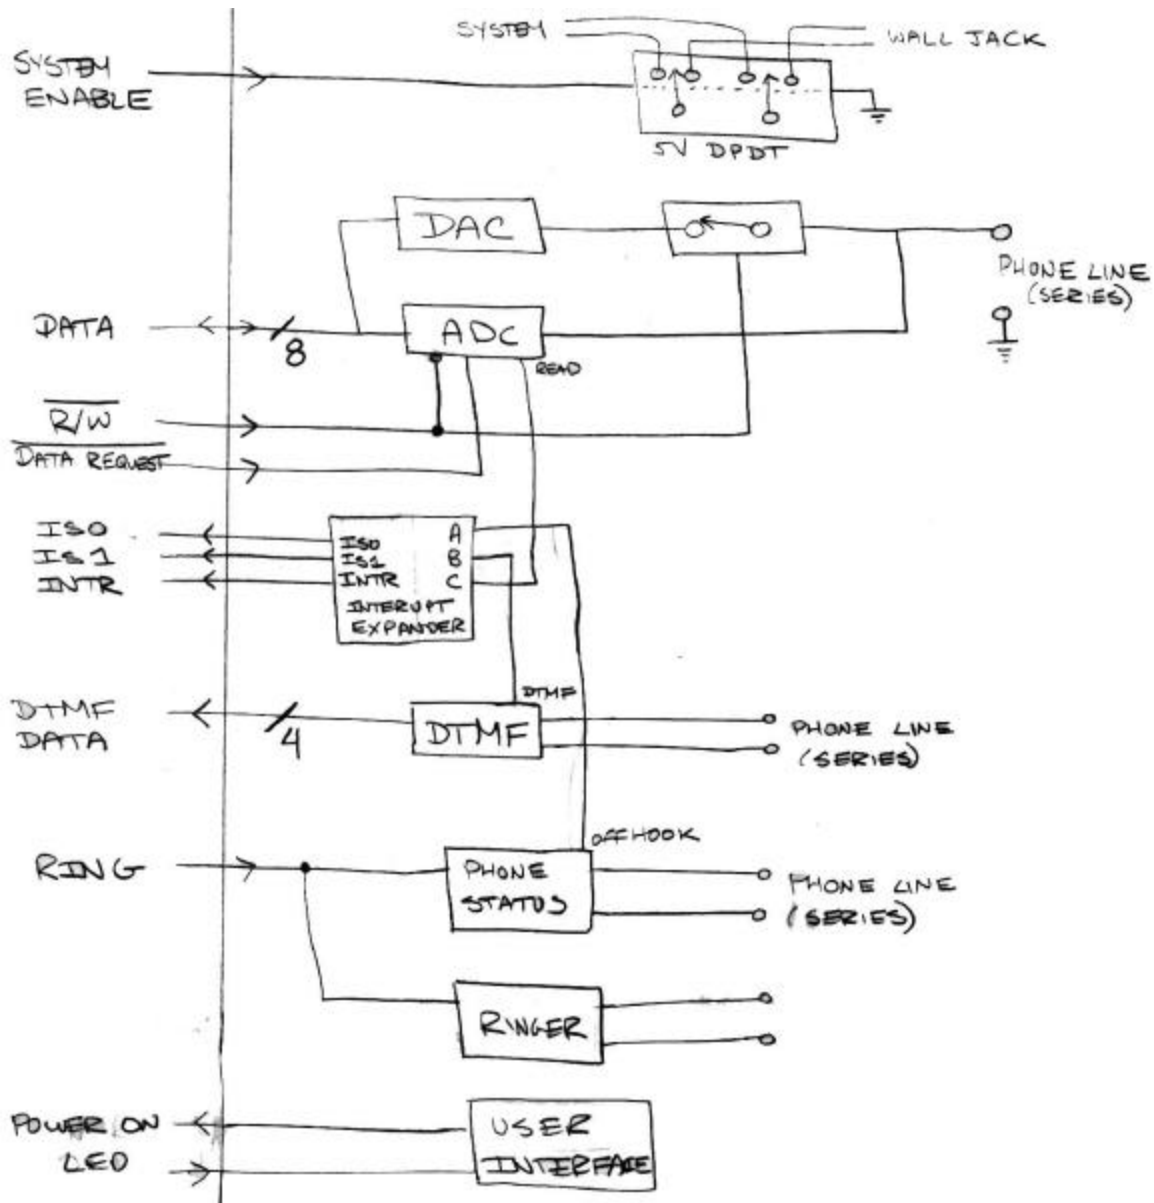 SYSTEM
WALL JACK
SYSTEM
ENABLE
5V DPDT
DAC
PHONE LINE
(SERIES)
DATA
8
ADC
READ
R/W
DATA REQUEST
IS0
IS1
INTR
IS0 A
IS1 B
INTR C
INTERUPT
EXPANDER
DTMF
DATA
4
DTMF
DTMF
PHONE LINE
(SERIES)
OFF HOOK
RING
PHONE
STATUS
PHONE LINE
(SERIES)
RINGER
POWER ON
LED
USER
INTERFACE